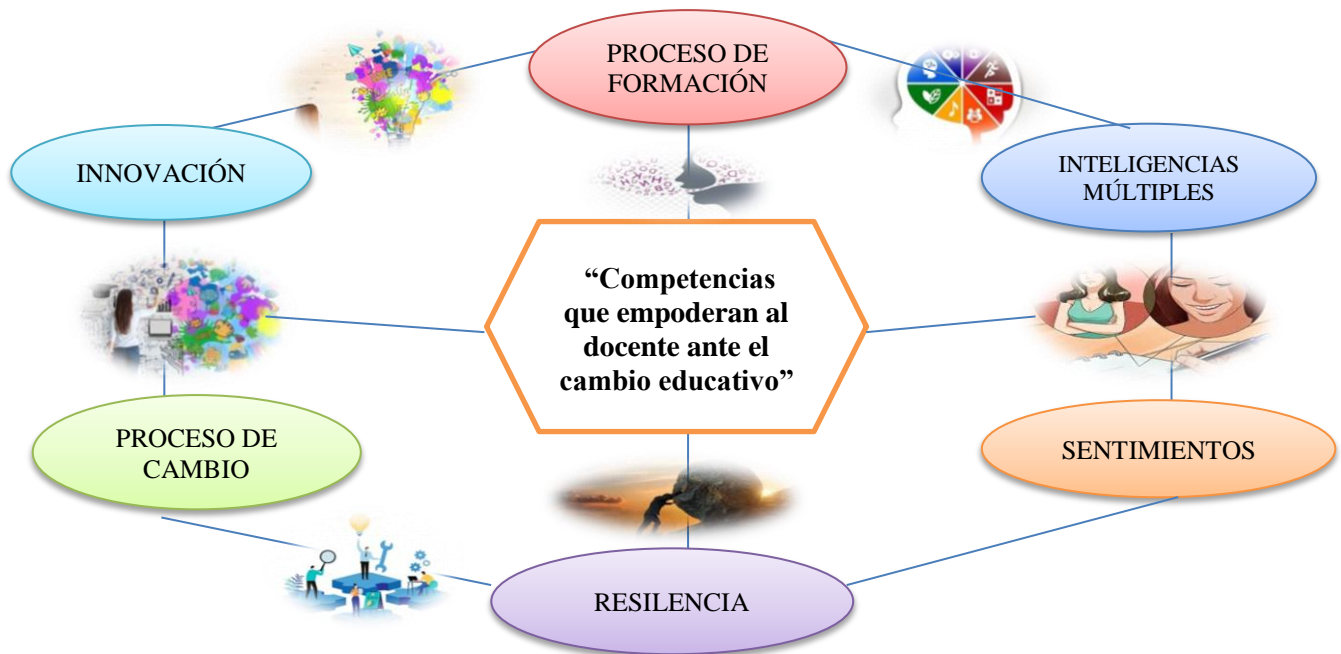 PROCESO DE
FORMACIÓN
INNOVACIÓN
INTELIGENCIAS
MÚLTIPLES
“Competencias
que empoderan al
docente ante el
cambio educativo”
PROCESO DE
CAMBIO
SENTIMIENTOS
RESILENCIA